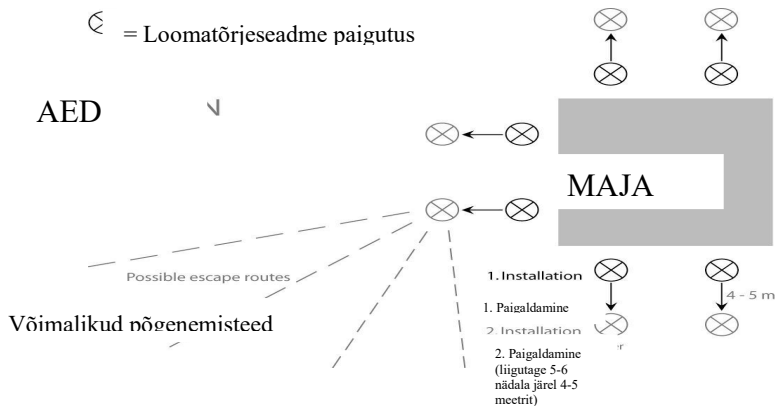 = Loomatõrjeseadme paigutus
AED
MAJA
Possible escape routes
Võimalikud põgenemisteed
1. Installation
1. Paigaldamine
2. Installation
4 - 5 m
2. Paigaldamine
(liigutage 5-6
nädala järel 4-5
meetrit)